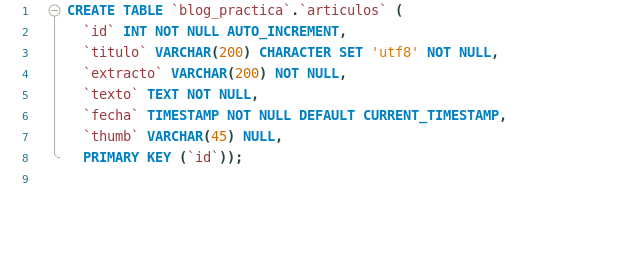 1 CREATE TABLE `blog_practica`.`articulos` (
2 `id` INT NOT NULL AUTO_INCREMENT,
3 `titulo` VARCHAR(200) CHARACTER SET 'utf8' NOT NULL,
4 `extracto` VARCHAR(200) NOT NULL,
5 `texto` TEXT NOT NULL,
6 `fecha` TIMESTAMP NOT NULL DEFAULT CURRENT_TIMESTAMP,
7 `thumb` VARCHAR(45) NULL,
8 PRIMARY KEY (`id`));
9